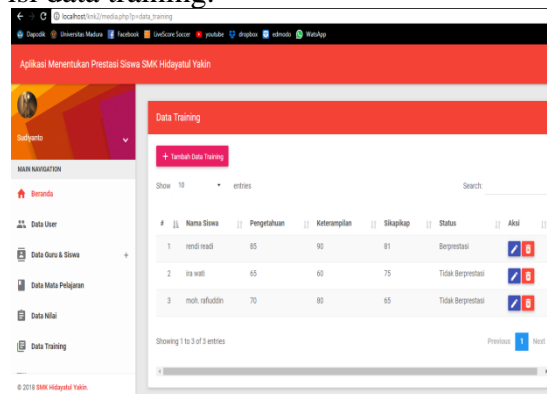 isi data training.
localhost/knk2/media.php?p=data_training
Dapodik Universitas Madura Facebook LiveScore Soccer youtube dropbox edmodo WatsApp
Aplikasi Menentukan Prestasi Siswa SMK Hidayatul Yakin
Sudiyanto
MAIN NAVIGATION
Beranda
Data User
Data Guru & Siswa +
Data Mata Pelajaran
Data Nilai
Data Training
© 2018 SMK Hidayatul Yakin.
Data Training
+ Tambah Data Training
Show 10 entries Search:
# Nama Siswa Pengetahuan Keterampilan Sikapikap Status Aksi
1 rendi readi 85 90 81 Berprestasi
2 ira wati 65 60 75 Tidak Berprestasi
3 moh. rafiuddin 70 80 65 Tidak Berprestasi
Showing 1 to 3 of 3 entries
Previous 1 Next